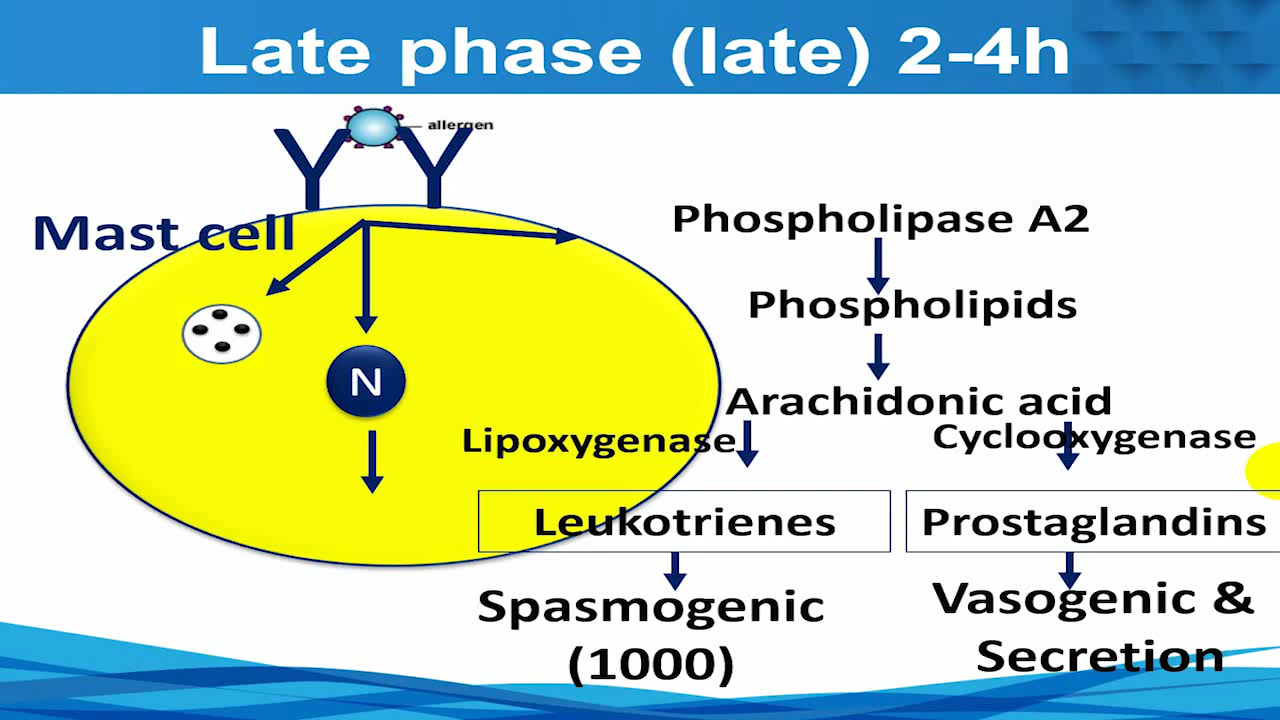 Late phase (late) 2-4h
allergen
Mast cell
Phospholipase A2
Phospholipids
N
Arachidonic acid
Lipoxygenase
Cyclooxygenase
Leukotrienes
Prostaglandins
Spasmogenic
(1000)
Vasogenic &
Secretion